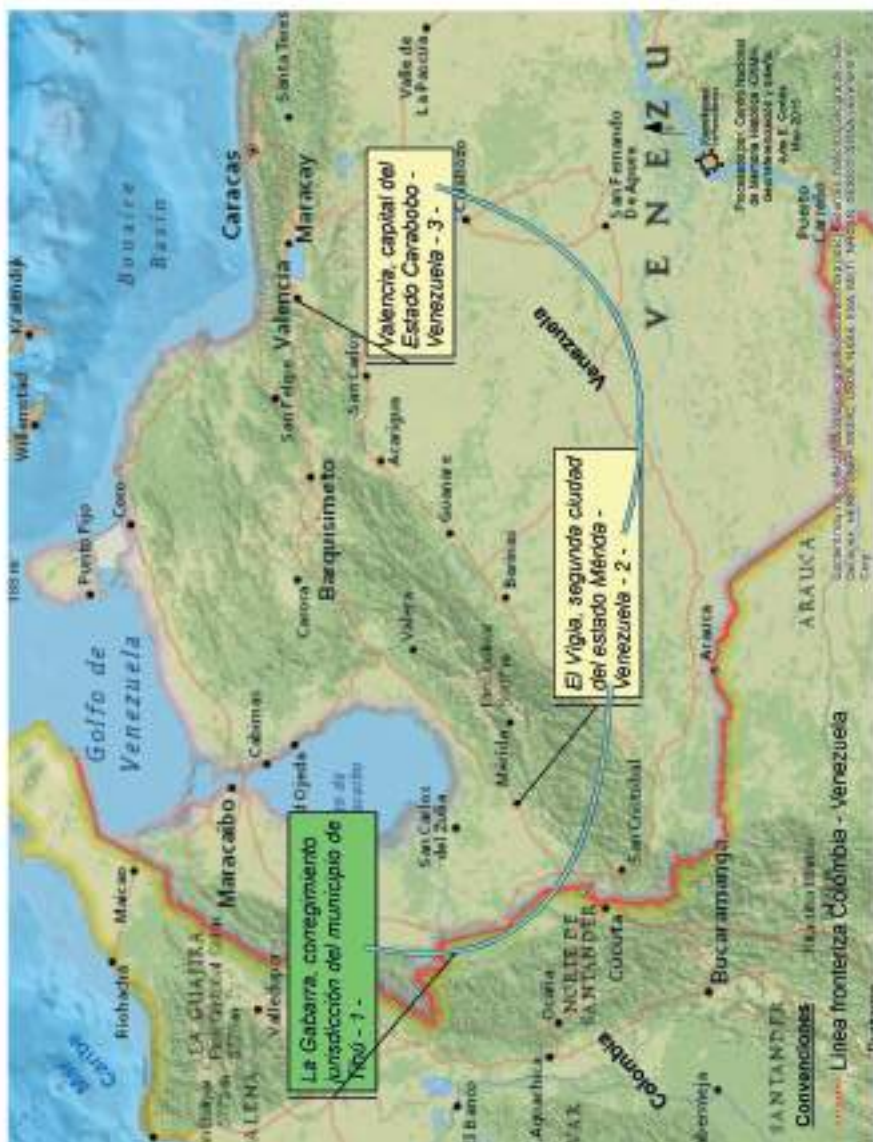 Willemstad
Kralendijk
Mar Caribe
Golfo de
Venezuela
Bonaire
Basin
Punto Fijo
Coro
Riohacha
Maicao
LA GUAJIRA
Valledupar
Maracaibo
Cabimas
Ojeda
Carora
Barquisimeto
San Felipe
Valencia
Maracay
Caracas
Santa Teres
La Gabarra, corregimiento
jurisdicción del municipio de
Tibú - 1 -
Valencia, capital del
Estado Carabobo -
Venezuela - 3 -
El Vigía, segunda ciudad
del estado Mérida -
Venezuela - 2 -
San Carlos
del Zulia
Valera
Acarigua
San Carlos
Guanare
Barinas
Mérida
Valle de
La Pascua
San Fernando
De Apure
VENEZU
Venezuela
El Banco
Aguachica
Ocaña
NORTE DE
SANTANDER
Cúcuta
San Cristóbal
Colombia
Bucaramanga
Arauca
ARAUCA
Puerto
Carreño
SANTANDER
Convenciones
Línea fronteriza Colombia - Venezuela